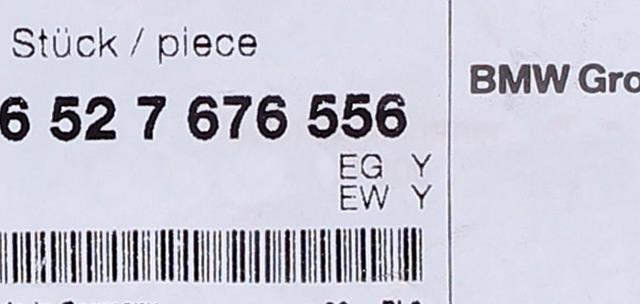 Stück / piece
6 52 7 676 556
EG Y
EW Y
BMW Gro